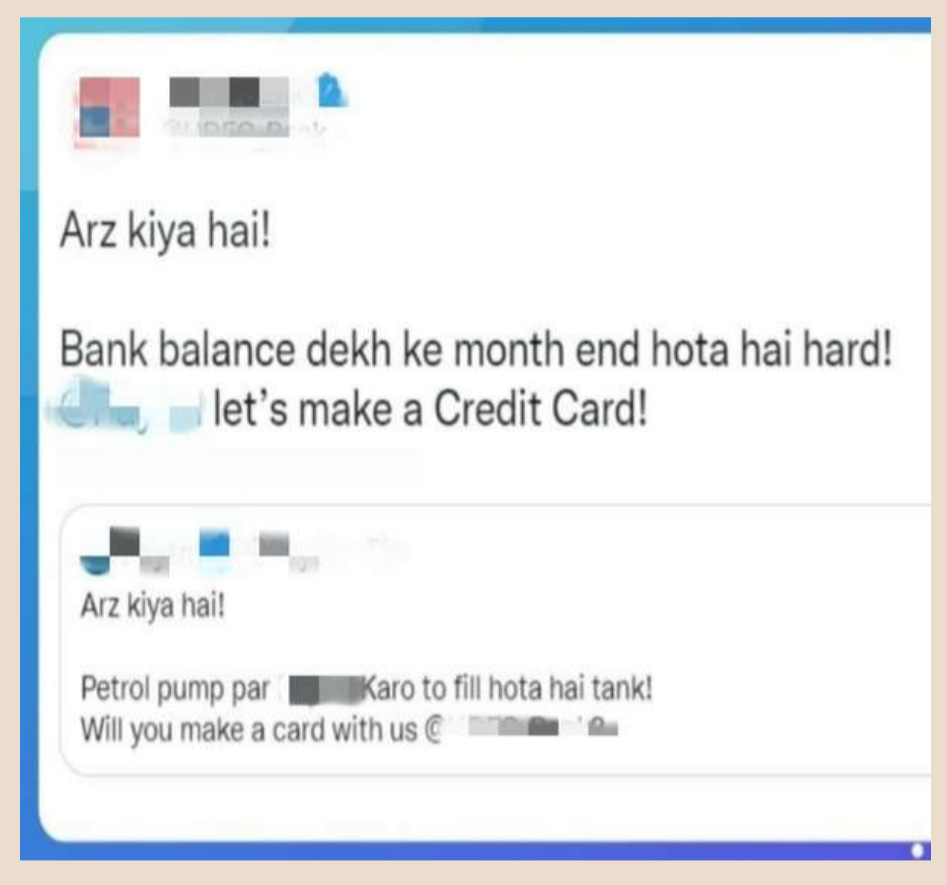 Arz kiya hai!
Bank balance dekh ke month end hota hai hard!
let's make a Credit Card!
Arz kiya hai!
Petrol pump par Karo to fill hota hai tank!
Will you make a card with us @